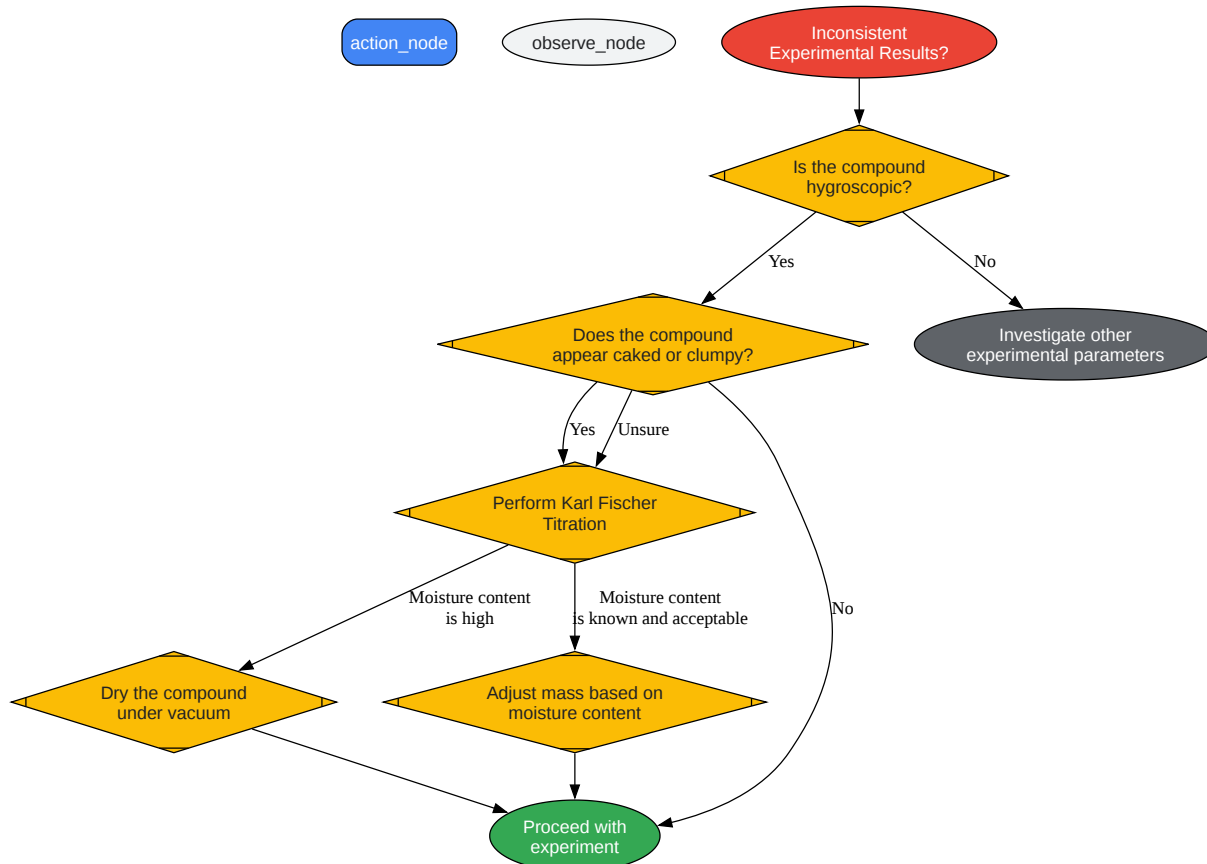 action_node
observe_node
Inconsistent
Experimental Results?
Is the compound
hygroscopic?
Yes
No
Does the compound
appear caked or clumpy?
Investigate other
experimental parameters
Yes
Unsure
Perform Karl Fischer
Titration
Moisture content
is high
Moisture content
is known and acceptable
No
Dry the compound
under vacuum
Adjust mass based on
moisture content
Proceed with
experiment